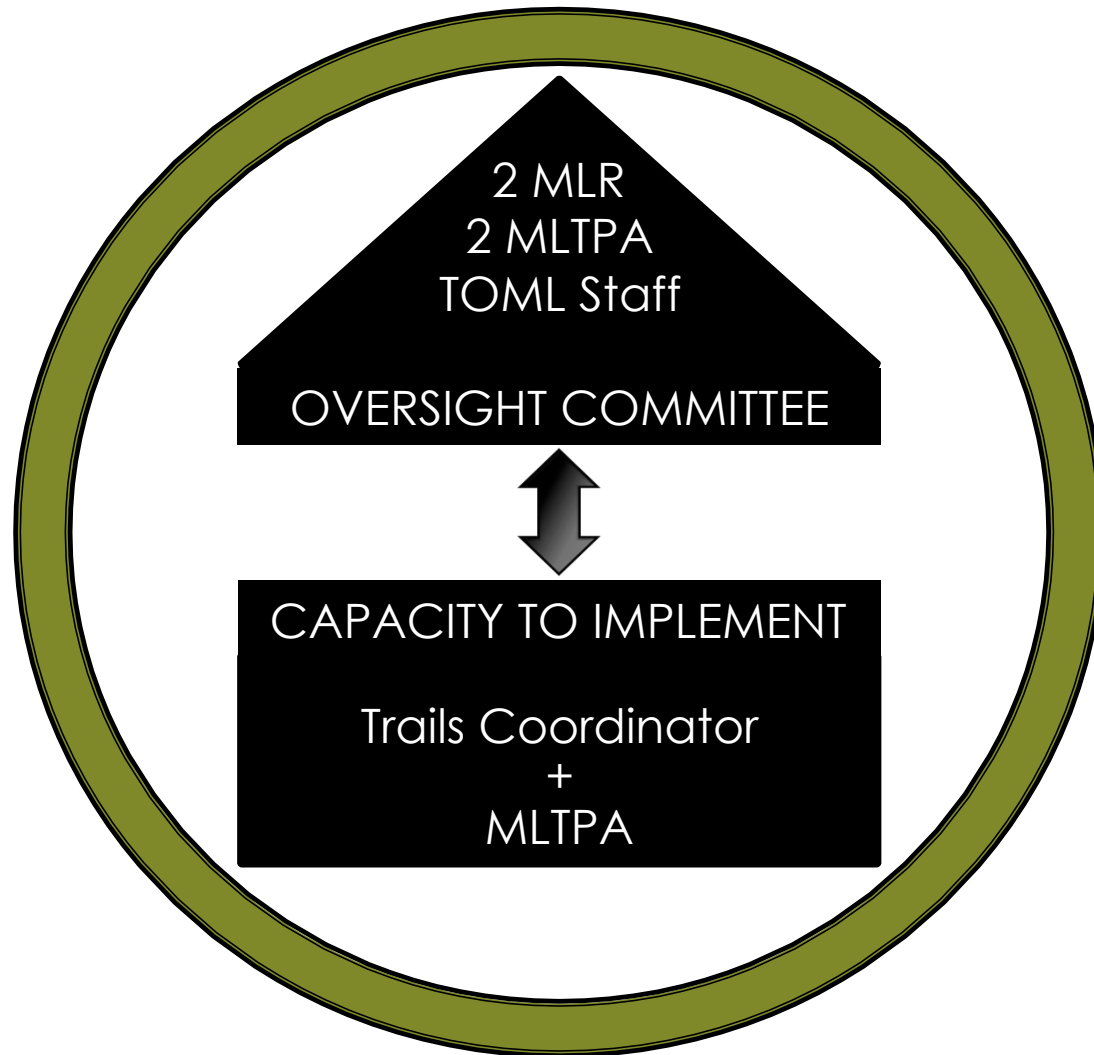 2 MLR
2 MLTPA
TOML Staff
OVERSIGHT COMMITTEE
CAPACITY TO IMPLEMENT
Trails Coordinator
+
MLTPA